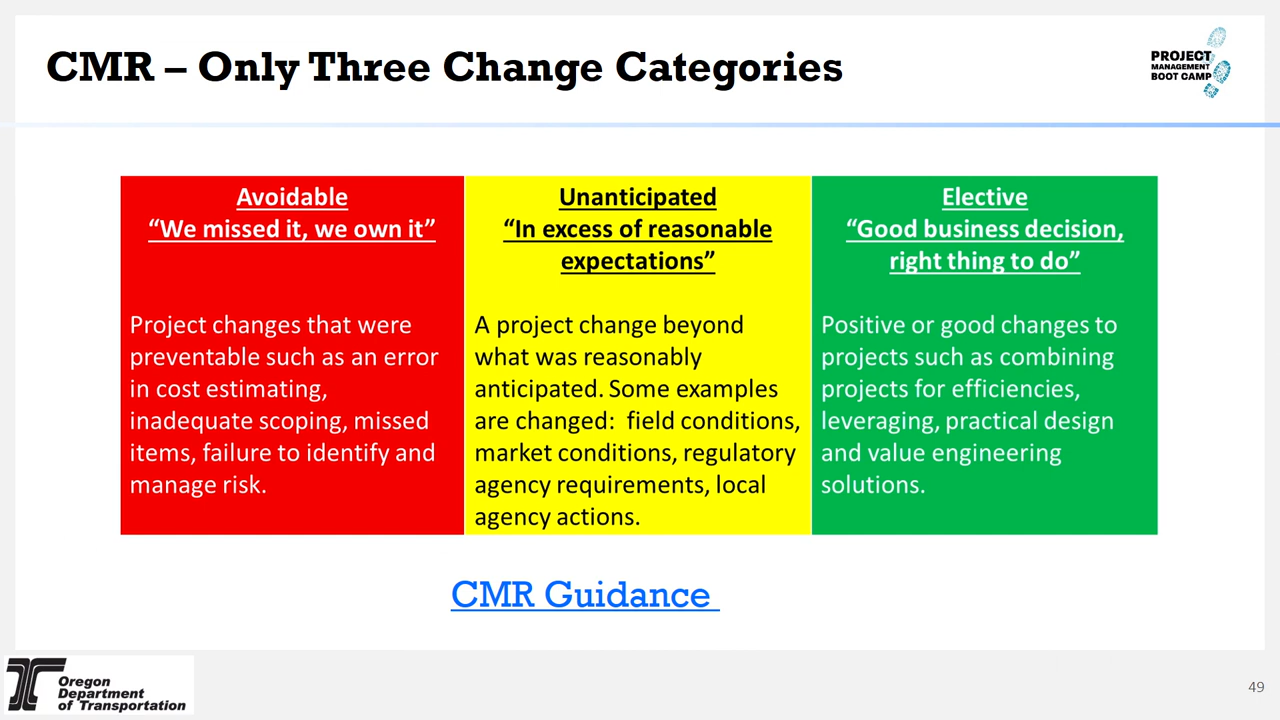 CMR – Only Three Change Categories
PROJECT
MANAGEMENT
BOOT CAMP
Avoidable
“We missed it, we own it”
Project changes that were
preventable such as an error
in cost estimating,
inadequate scoping, missed
items, failure to identify and
manage risk.
Unanticipated
“In excess of reasonable
expectations”
A project change beyond
what was reasonably
anticipated. Some examples
are changed:  field conditions,
market conditions, regulatory
agency requirements, local
agency actions.
Elective
“Good business decision,
right thing to do”
Positive or good changes to
projects such as combining
projects for efficiencies,
leveraging, practical design
and value engineering
solutions.
CMR Guidance
Oregon
Department
of Transportation
49